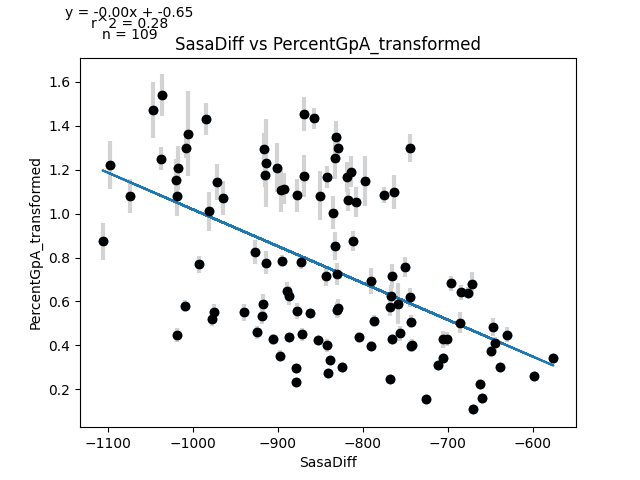 y = -0.00x + -0.65
r^2 = 0.28
n = 109
SasaDiff vs PercentGpA_transformed
1.6
1.4
1.2
1.0
0.8
0.6
0.4
0.2
PercentGpA_transformed
−1100 −1000 −900 −800 −700 −600
SasaDiff